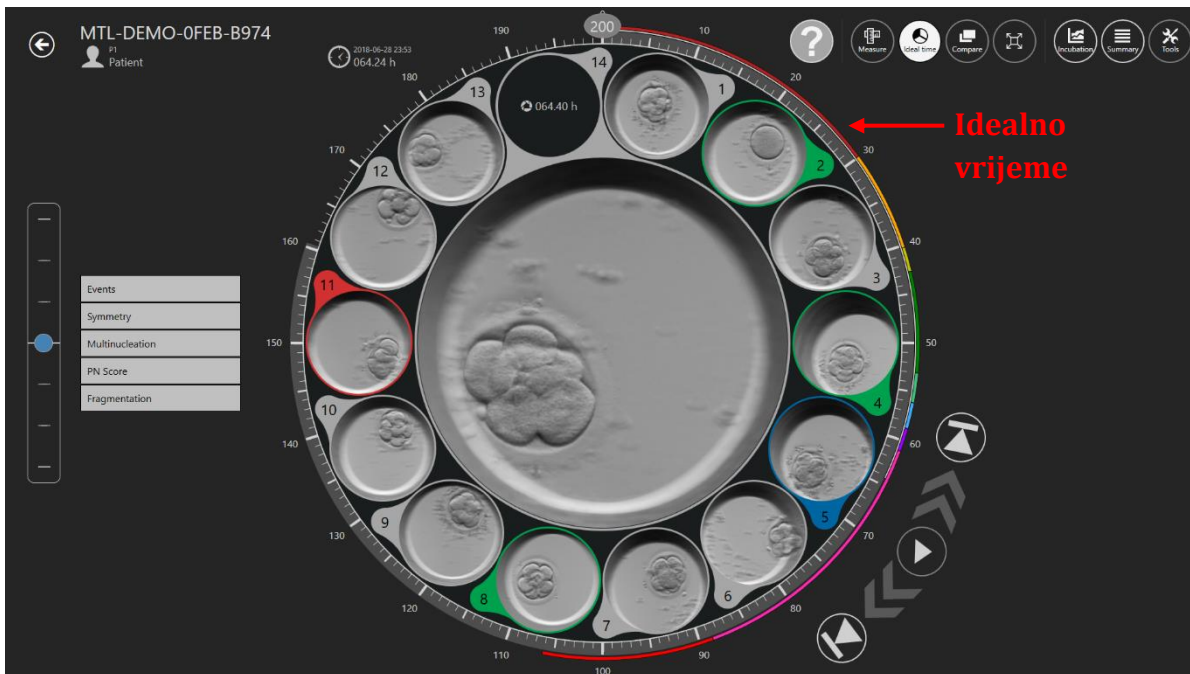 MTL-DEMO-0FEB-B974
P1
Patient
2018-06-28 23:53
064.24 h
?
Measure
Ideal time
Compare
Incubation
Summary
Tools
Idealno
vrijeme
200
10
20
30
40
50
60
70
80
90
100
110
120
130
140
150
160
170
180
190
064.40 h
1
2
3
4
5
6
7
8
9
10
11
12
13
14
Events
Symmetry
Multinucleation
PN Score
Fragmentation